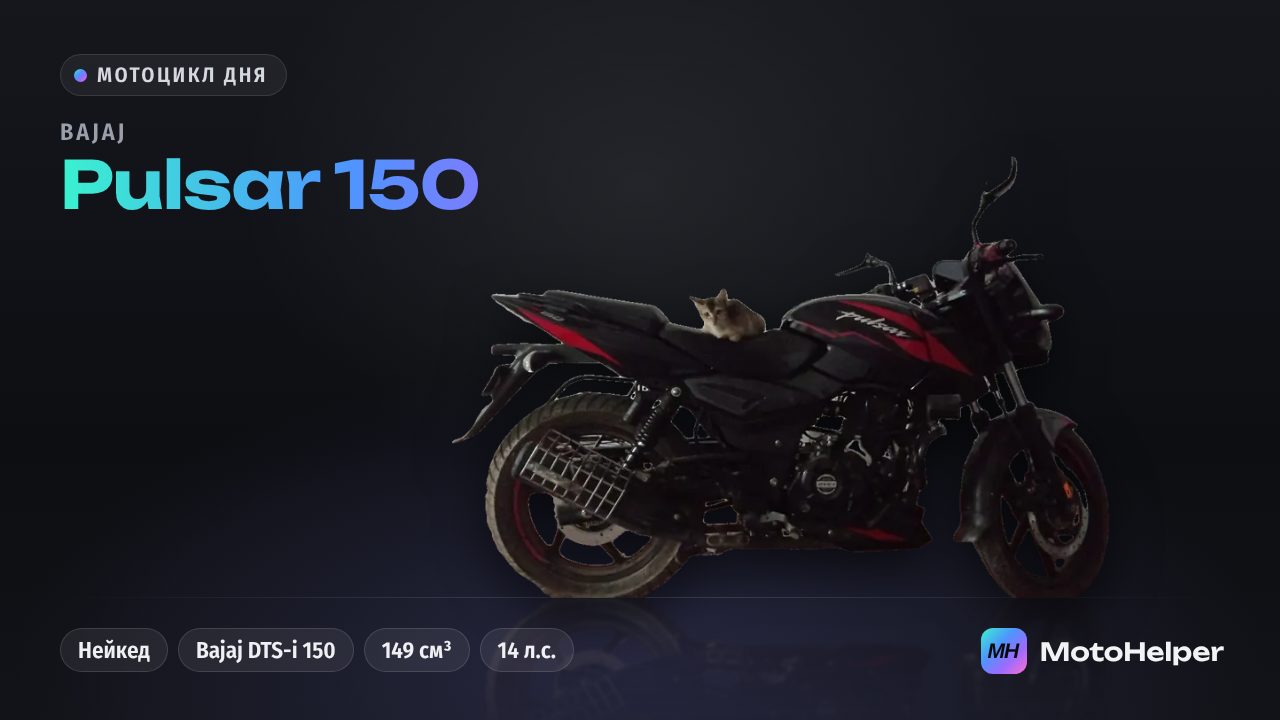 МОТОЦИКЛ ДНЯ
BAJAJ
Pulsar 150
pulsar
Нейкед
Bajaj DTS-i 150
149 см³
14 л.с.
MH
MotoHelper